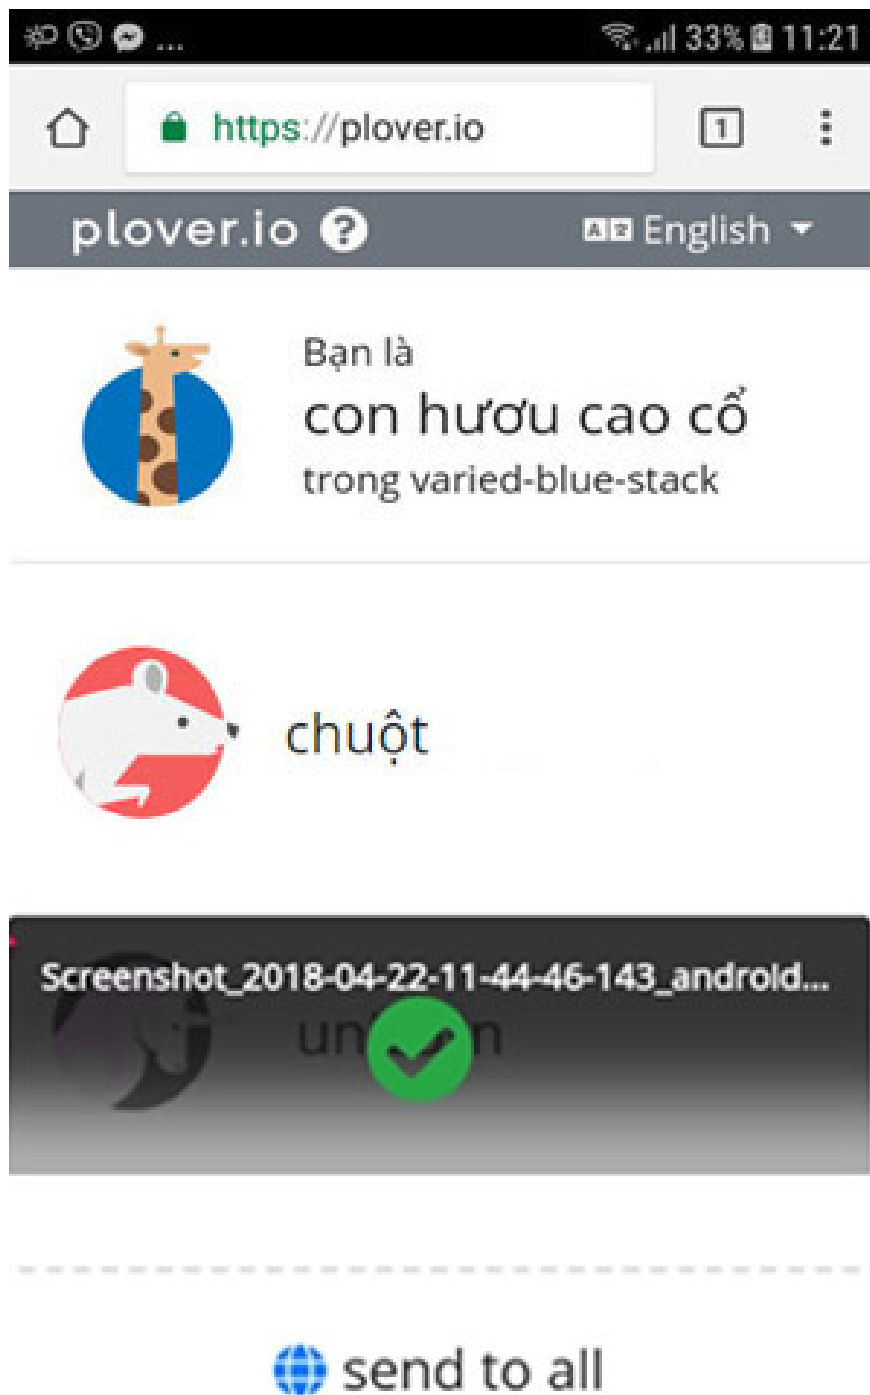 ... 33% 11:21
https://plover.io 1
plover.io ? English
Bạn là
con hươu cao cổ
trong varied-blue-stack
chuột
Screenshot_2018-04-22-11-44-46-143_android...
send to all